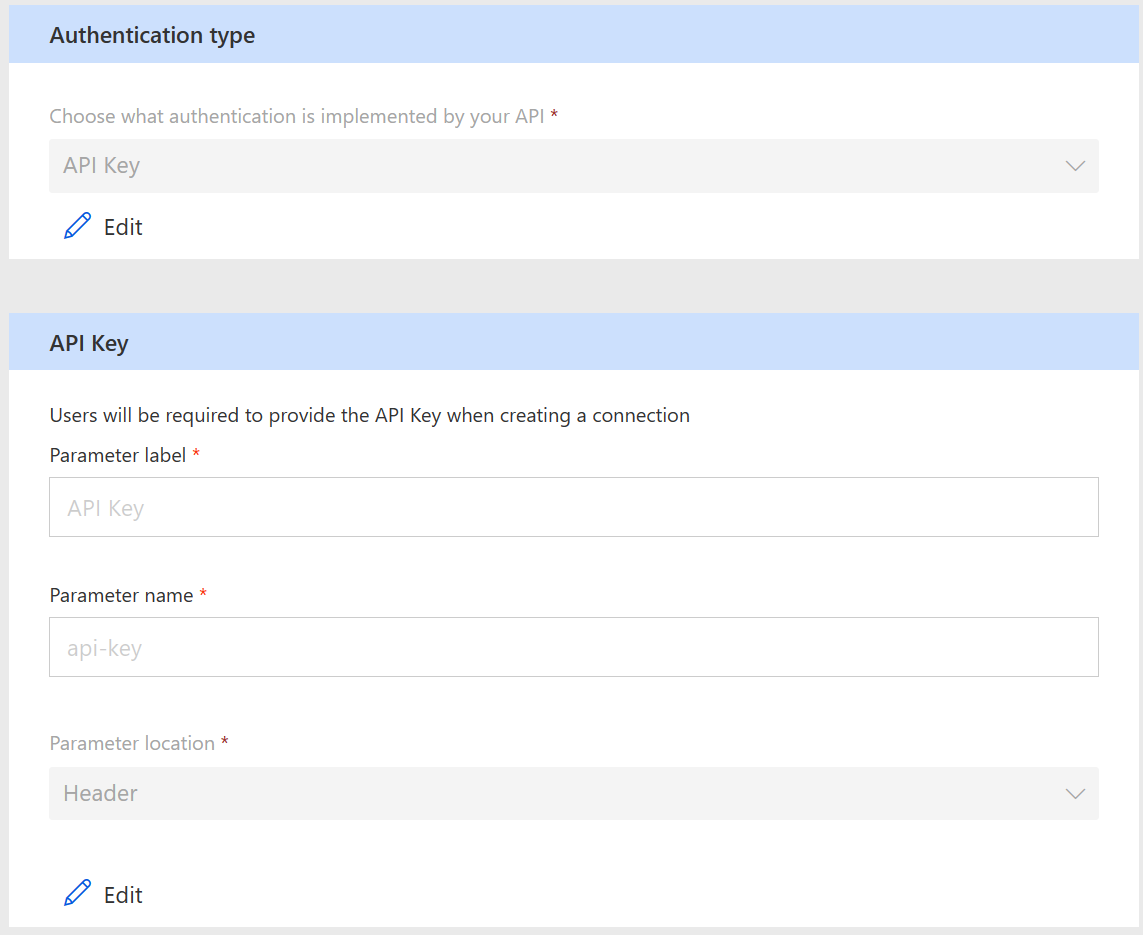 Authentication type
Choose what authentication is implemented by your API *
API Key
Edit
API Key
Users will be required to provide the API Key when creating a connection
Parameter label *
API Key
Parameter name *
api-key
Parameter location *
Header
Edit